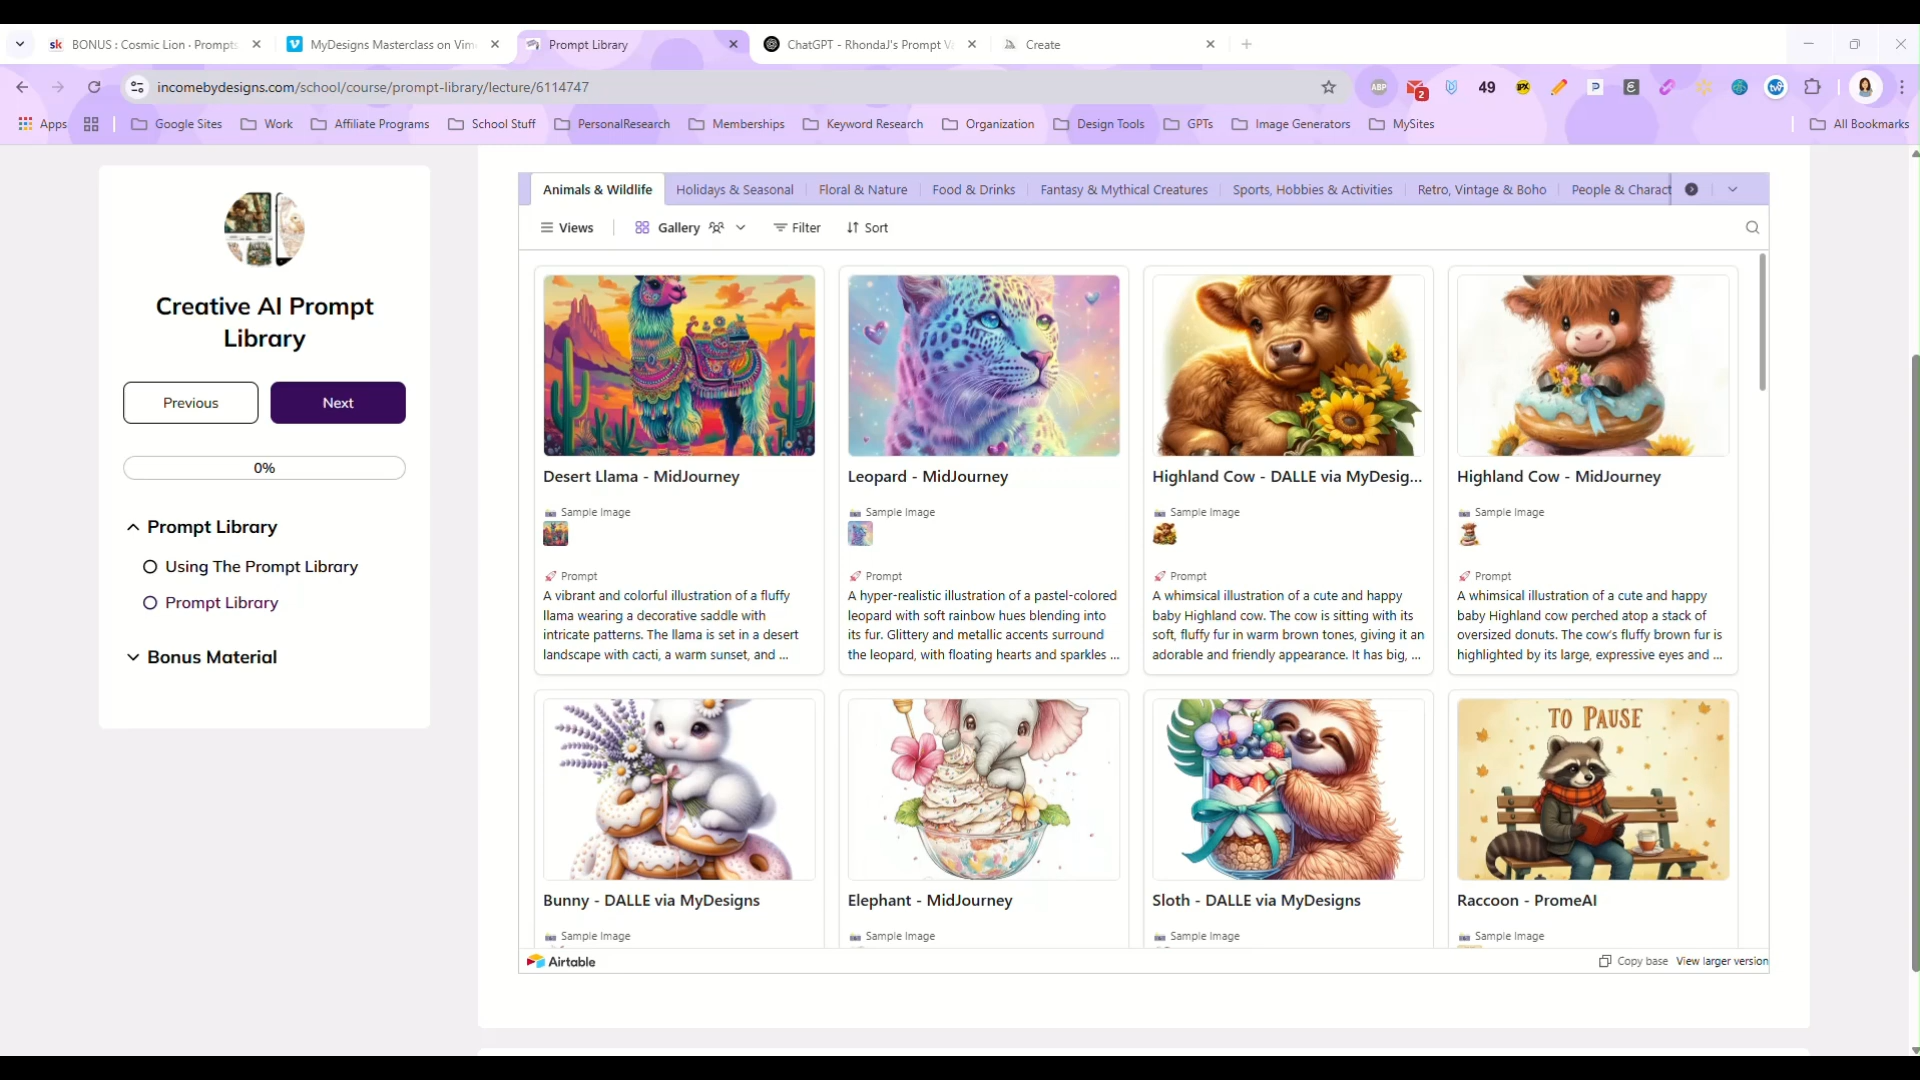 sk BONUS : Cosmic Lion - Prompts
MyDesigns Masterclass on Vim
Prompt Library
ChatGPT - RhondaJ's Prompt Va
Create
incomebydesigns.com/school/course/prompt-library/lecture/6114747
ABP
2
49
Apps
Google Sites
Work
Affiliate Programs
School Stuff
PersonalResearch
Memberships
Keyword Research
Organization
Design Tools
GPTs
Image Generators
MySites
All Bookmarks
Creative AI Prompt
Library
Previous
Next
0%
Prompt Library
Using The Prompt Library
Prompt Library
Bonus Material
Animals & Wildlife
Holidays & Seasonal
Floral & Nature
Food & Drinks
Fantasy & Mythical Creatures
Sports, Hobbies & Activities
Retro, Vintage & Boho
People & Charact
Views
Gallery
Filter
Sort
Desert Llama - MidJourney
Sample Image
Prompt
A vibrant and colorful illustration of a fluffy
llama wearing a decorative saddle with
intricate patterns. The llama is set in a desert
landscape with cacti, a warm sunset, and ...
Leopard - MidJourney
Sample Image
Prompt
A hyper-realistic illustration of a pastel-colored
leopard with soft rainbow hues blending into
its fur. Glittery and metallic accents surround
the leopard, with floating hearts and sparkles ...
Highland Cow - DALLE via MyDesig...
Sample Image
Prompt
A whimsical illustration of a cute and happy
baby Highland cow. The cow is sitting with its
soft, fluffy fur in warm brown tones, giving it an
adorable and friendly appearance. It has big, ...
Highland Cow - MidJourney
Sample Image
Prompt
A whimsical illustration of a cute and happy
baby Highland cow perched atop a stack of
oversized donuts. The cow's fluffy brown fur is
highlighted by its large, expressive eyes and ...
Bunny - DALLE via MyDesigns
Sample Image
Elephant - MidJourney
Sample Image
Sloth - DALLE via MyDesigns
Sample Image
TO PAUSE
Raccoon - PromeAI
Sample Image
Airtable
Copy base
View larger version